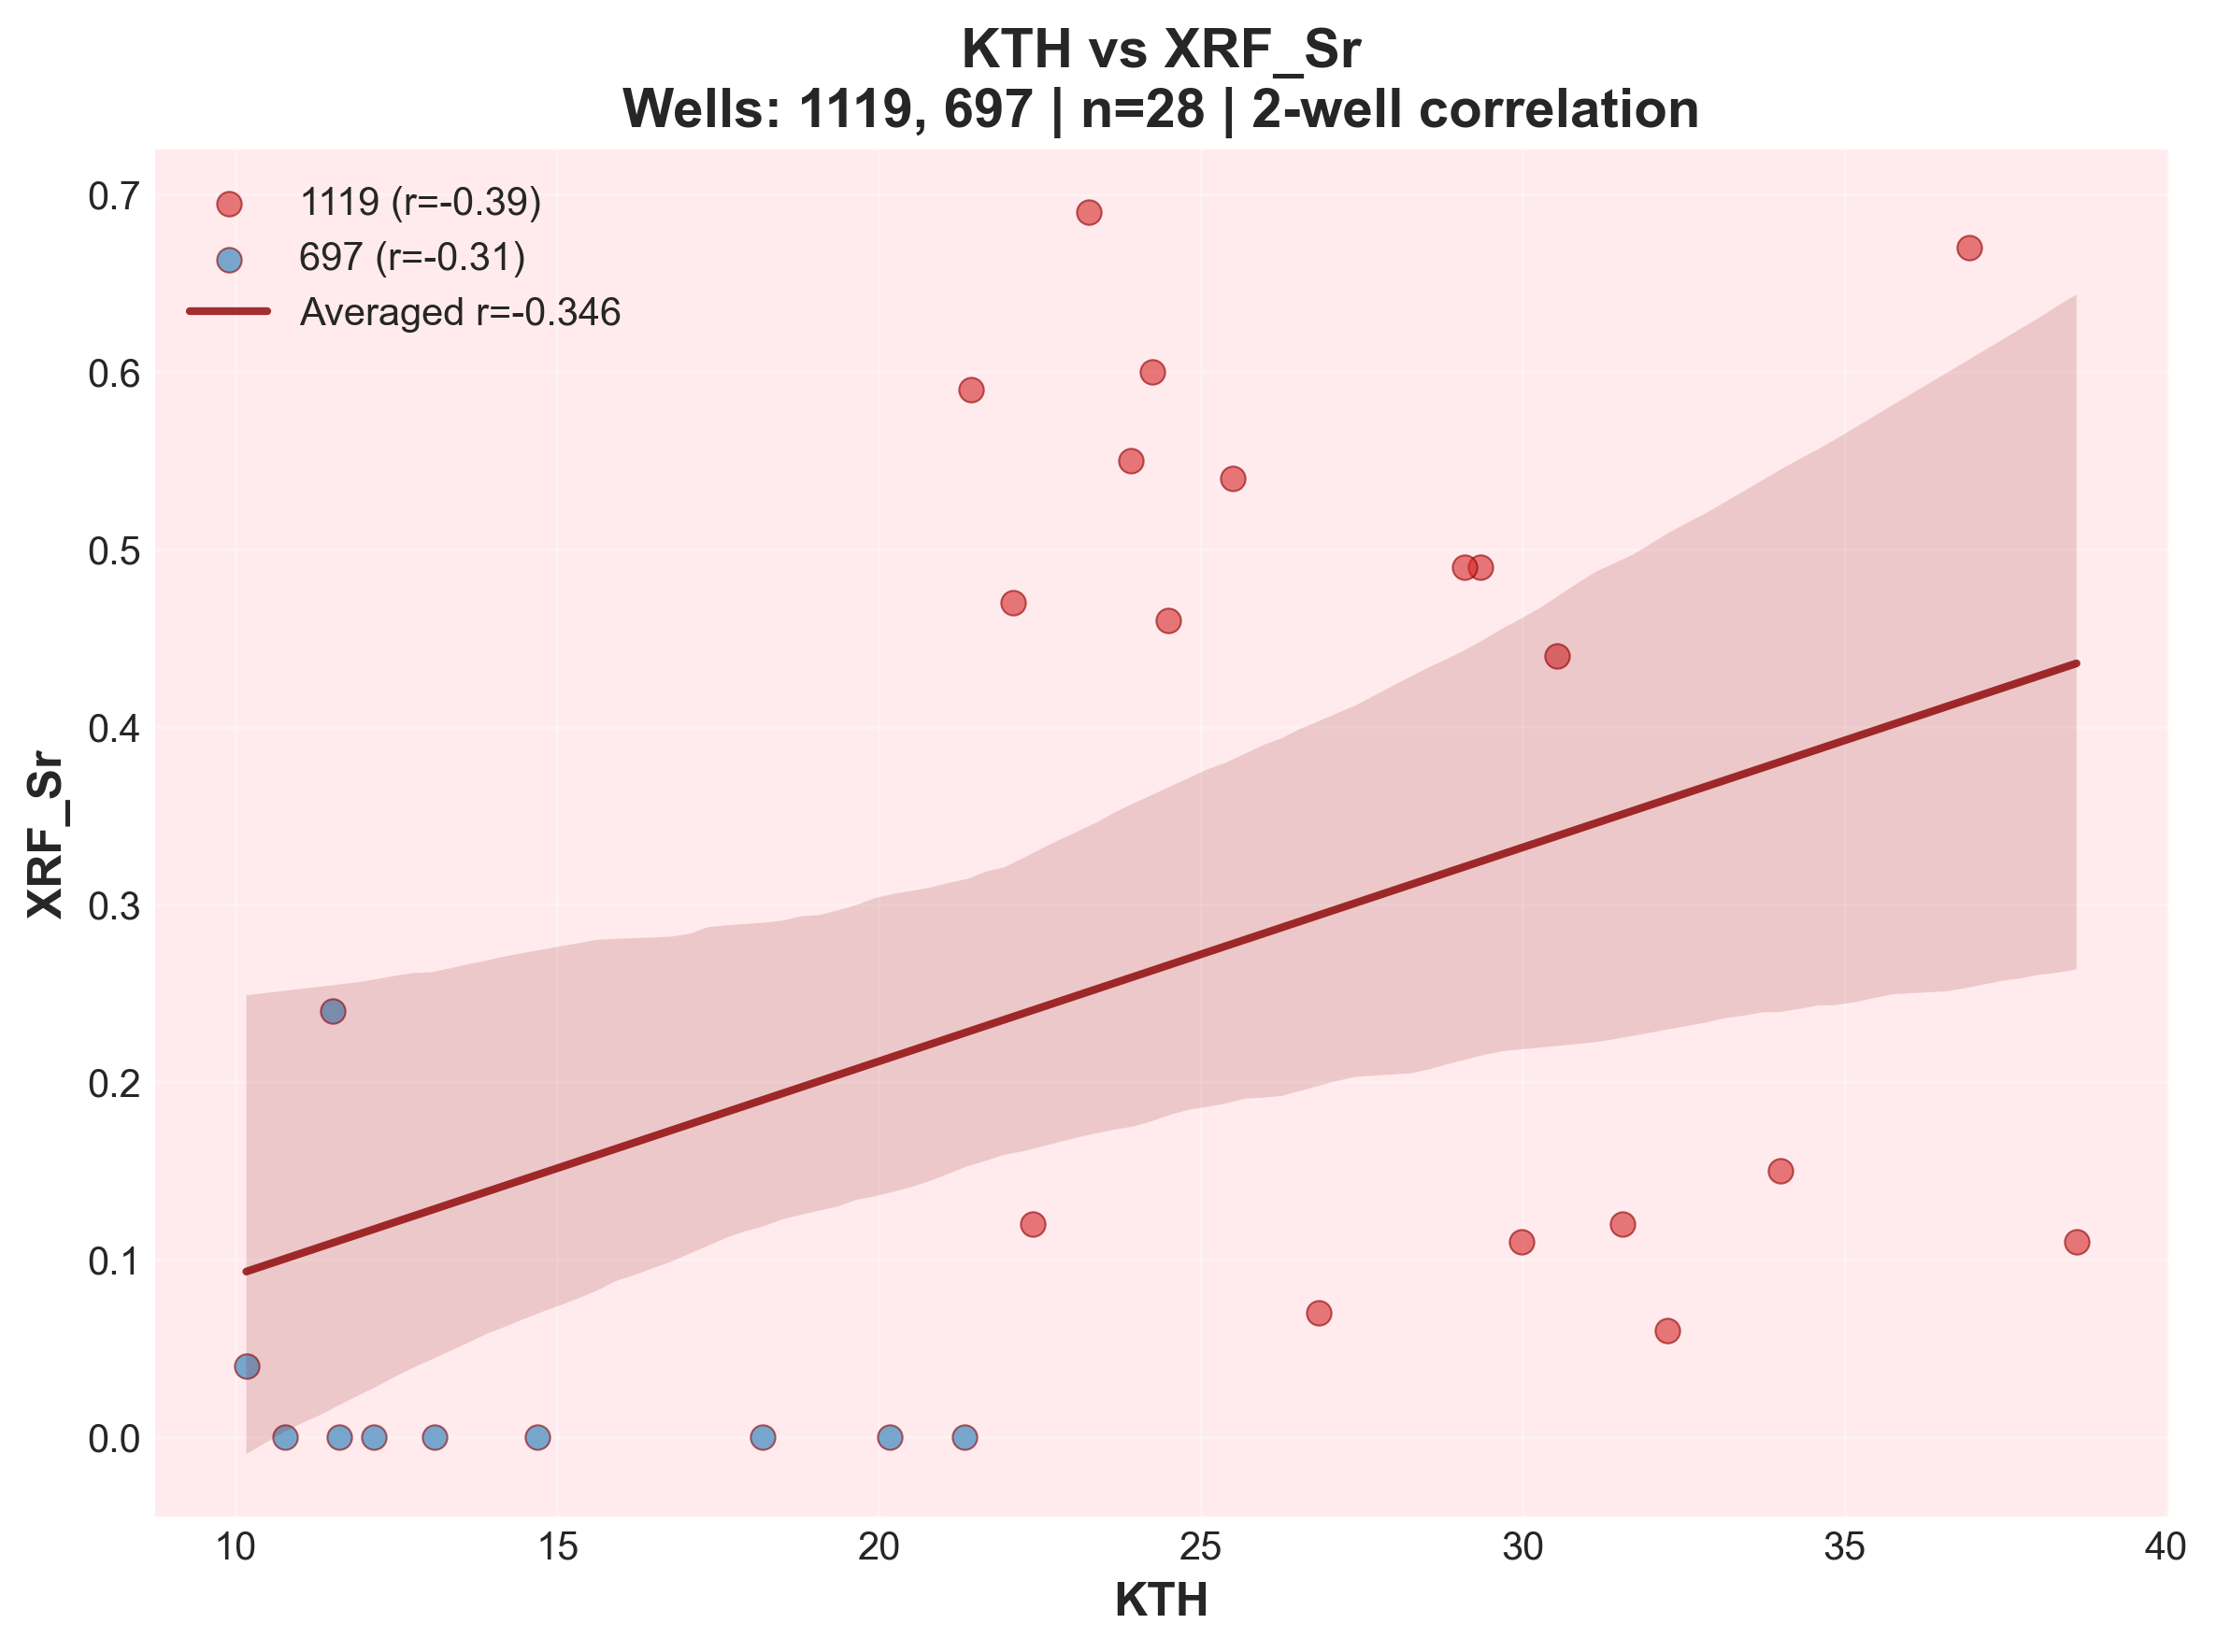 KTH vs XRF_Sr
Wells: 1119, 697 | n=28 | 2-well correlation
1119 (r=-0.39)
697 (r=-0.31)
Averaged r=-0.346
XRF_Sr
0.7
0.6
0.5
0.4
0.3
0.2
0.1
0.0
10 15 20 25 30 35 40
KTH